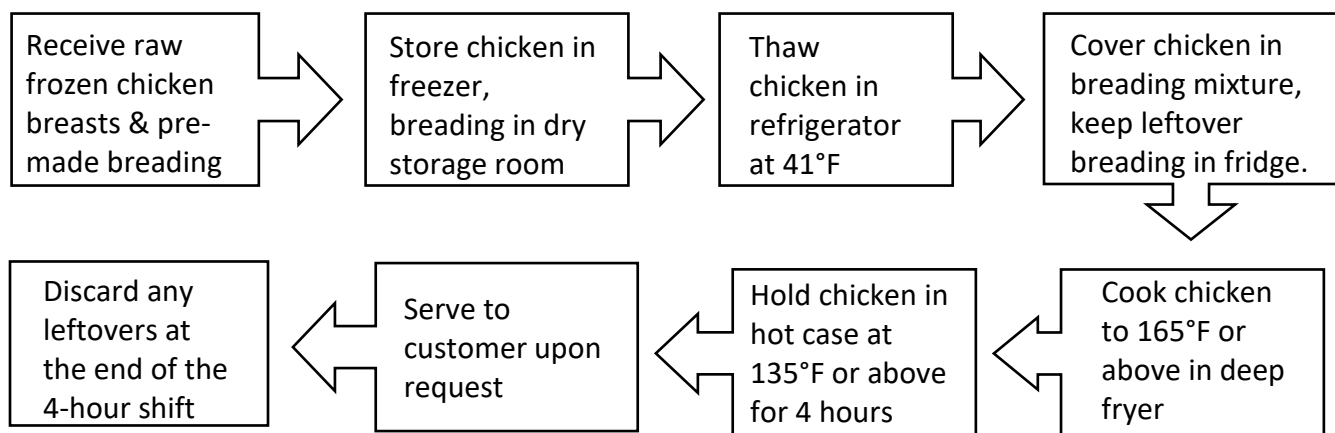 Receive raw
frozen chicken
breasts & pre-
made breading
Store chicken in
freezer,
breading in dry
storage room
Thaw
chicken in
refrigerator
at 41°F
Cover chicken in
breading mixture,
keep leftover
breading in fridge.
Cook chicken
to 165°F or
above in deep
fryer
Hold chicken in
hot case at
135°F or above
for 4 hours
Serve to
customer upon
request
Discard any
leftovers at
the end of the
4-hour shift